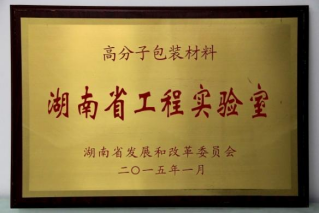 高分子包装材料
湖南省工程实验室
湖南省发展和改革委员会
二〇一五年一月